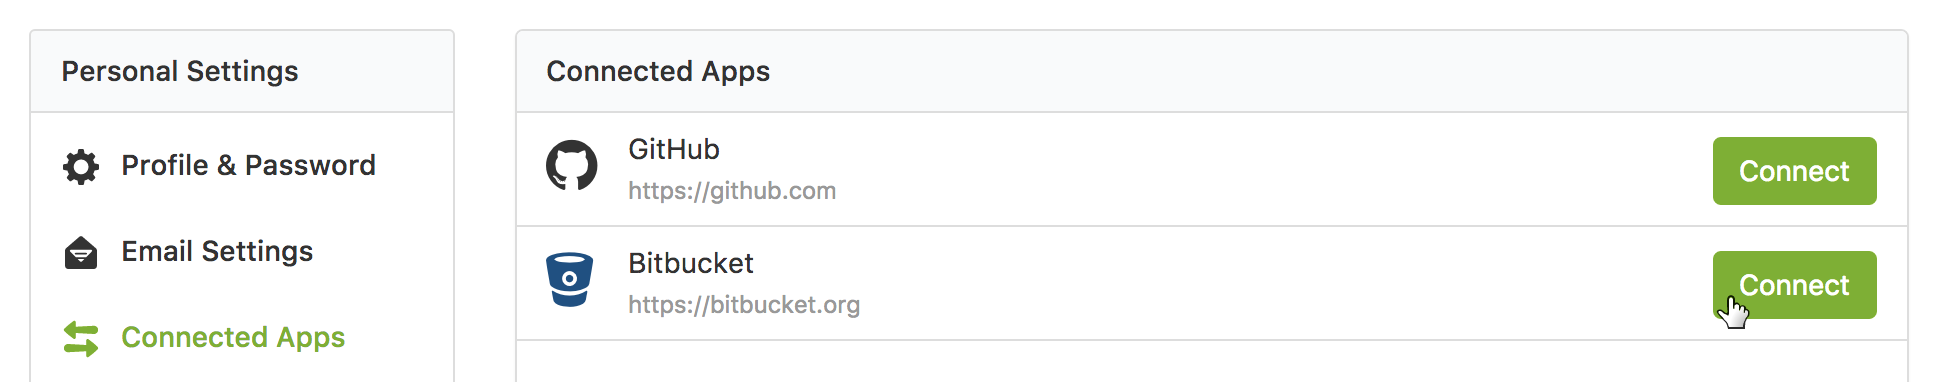 Personal Settings
Profile & Password
Email Settings
Connected Apps
Connected Apps
GitHub
https://github.com
Connect
Bitbucket
https://bitbucket.org
Connect